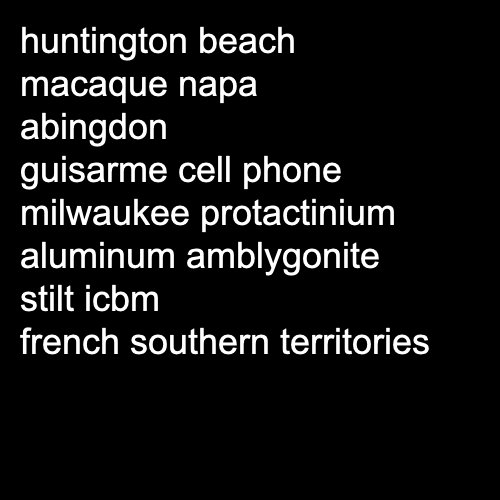 huntington beach
macaque napa
abingdon
guisarme cell phone
milwaukee protactinium
aluminum amblygonite
stilt icbm
french southern territories